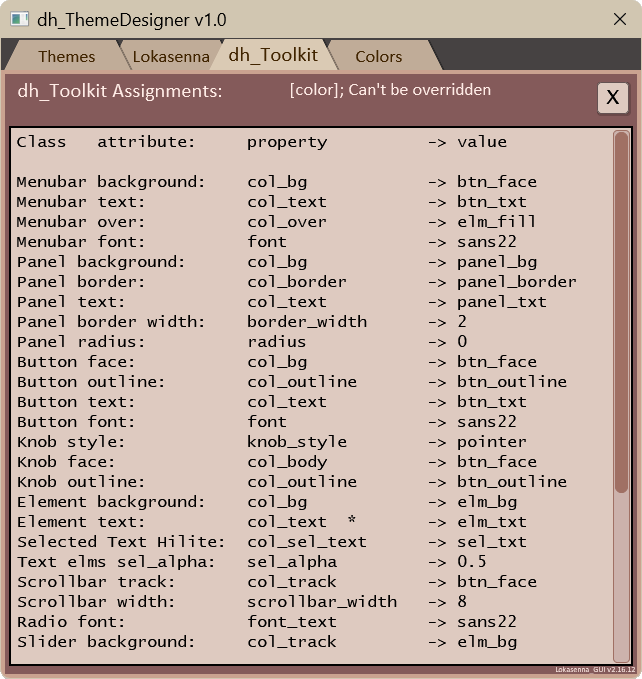 dh_ThemeDesigner v1.0
Themes Lokasenna dh_Toolkit Colors
dh_Toolkit Assignments: [color]; Can't be overridden X
Class attribute: property -> value
Menubar background: col_bg -> btn_face
Menubar text: col_text -> btn_txt
Menubar over: col_over -> elm_fill
Menubar font: font -> sans22
Panel background: col_bg -> panel_bg
Panel border: col_border -> panel_border
Panel text: col_text -> panel_txt
Panel border width: border_width -> 2
Panel radius: radius -> 0
Button face: col_bg -> btn_face
Button outline: col_outline -> btn_outline
Button text: col_text -> btn_txt
Button font: font -> sans22
Knob style: knob_style -> pointer
Knob face: col_body -> btn_face
Knob outline: col_outline -> btn_outline
Element background: col_bg -> elm_bg
Element text: col_text * -> elm_txt
Selected Text Hilite: col_sel_text -> sel_txt
Text elms sel_alpha: sel_alpha -> 0.5
Scrollbar track: col_track -> btn_face
Scrollbar width: scrollbar_width -> 8
Radio font: font_text -> sans22
Slider background: col_track -> elm_bg
Lokasenna_GUI v2.16.12